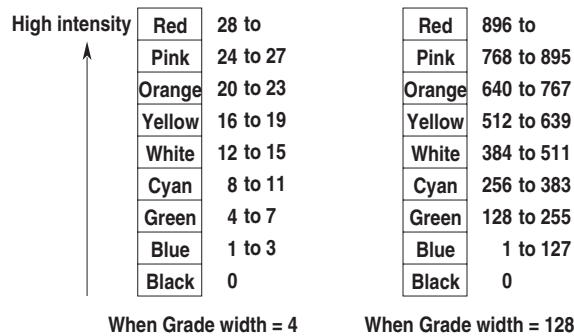 High intensity Red 28 to Red 896 to
Pink 24 to 27 Pink 768 to 895
Orange 20 to 23 Orange 640 to 767
Yellow 16 to 19 Yellow 512 to 639
White 12 to 15 White 384 to 511
Cyan 8 to 11 Cyan 256 to 383
Green 4 to 7 Green 128 to 255
Blue 1 to 3 Blue 1 to 127
Black 0 Black 0
When Grade width = 4 When Grade width = 128